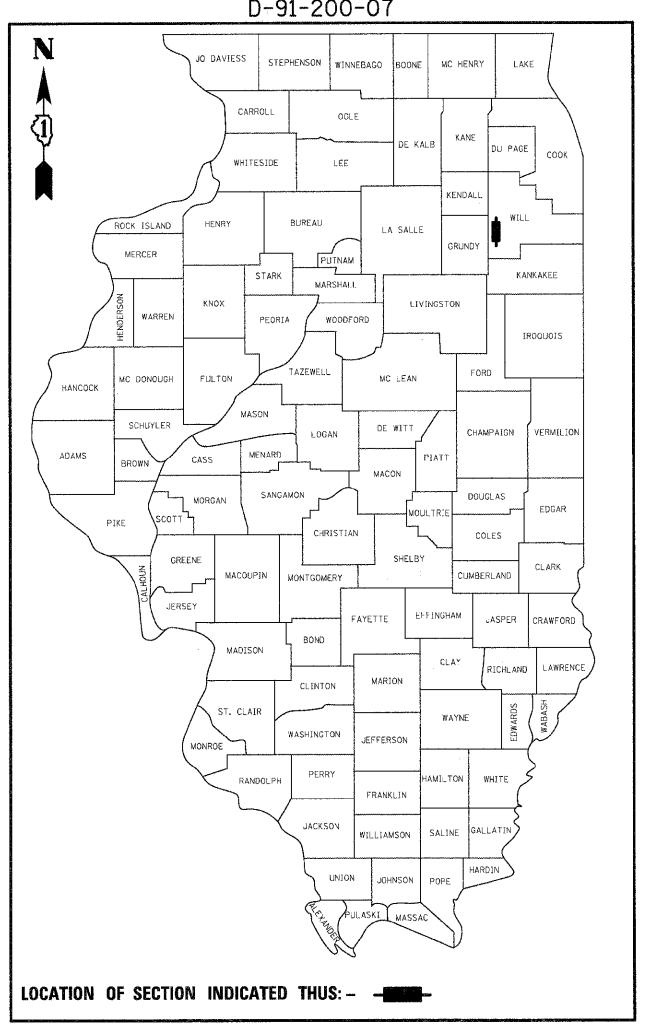 D-91-200-07
N
1
JO DAVIESS
STEPHENSON
WINNEBAGO
BOONE
MC HENRY
LAKE
CARROLL
OGLE
DE KALB
KANE
DU PAGE
COOK
WHITESIDE
LEE
KENDALL
WILL
ROCK ISLAND
HENRY
BUREAU
LA SALLE
GRUNDY
MERCER
PUTNAM
STARK
MARSHALL
KANKAKEE
HENDERSON
WARREN
KNOX
PEORIA
WOODFORD
LIVINGSTON
IROQUOIS
HANCOCK
MC DONOUGH
FULTON
TAZEWELL
MC LEAN
FORD
MASON
SCHUYLER
LOGAN
DE WITT
CHAMPAIGN
VERMILION
ADAMS
BROWN
CASS
MENARD
MACON
PIATT
PIKE
SCOTT
MORGAN
SANGAMON
CHRISTIAN
MOULTRIE
DOUGLAS
EDGAR
COLES
CALHOUN
GREENE
MACOUPIN
MONTGOMERY
SHELBY
CUMBERLAND
CLARK
JERSEY
FAYETTE
EFFINGHAM
JASPER
CRAWFORD
MADISON
BOND
CLAY
RICHLAND
LAWRENCE
CLINTON
MARION
ST. CLAIR
WAYNE
EDWARDS
WABASH
MONROE
WASHINGTON
JEFFERSON
RANDOLPH
PERRY
HAMILTON
WHITE
FRANKLIN
JACKSON
WILLIAMSON
SALINE
GALLATIN
UNION
JOHNSON
POPE
HARDIN
ALEXANDER
PULASKI
MASSAC
LOCATION OF SECTION INDICATED THUS: -